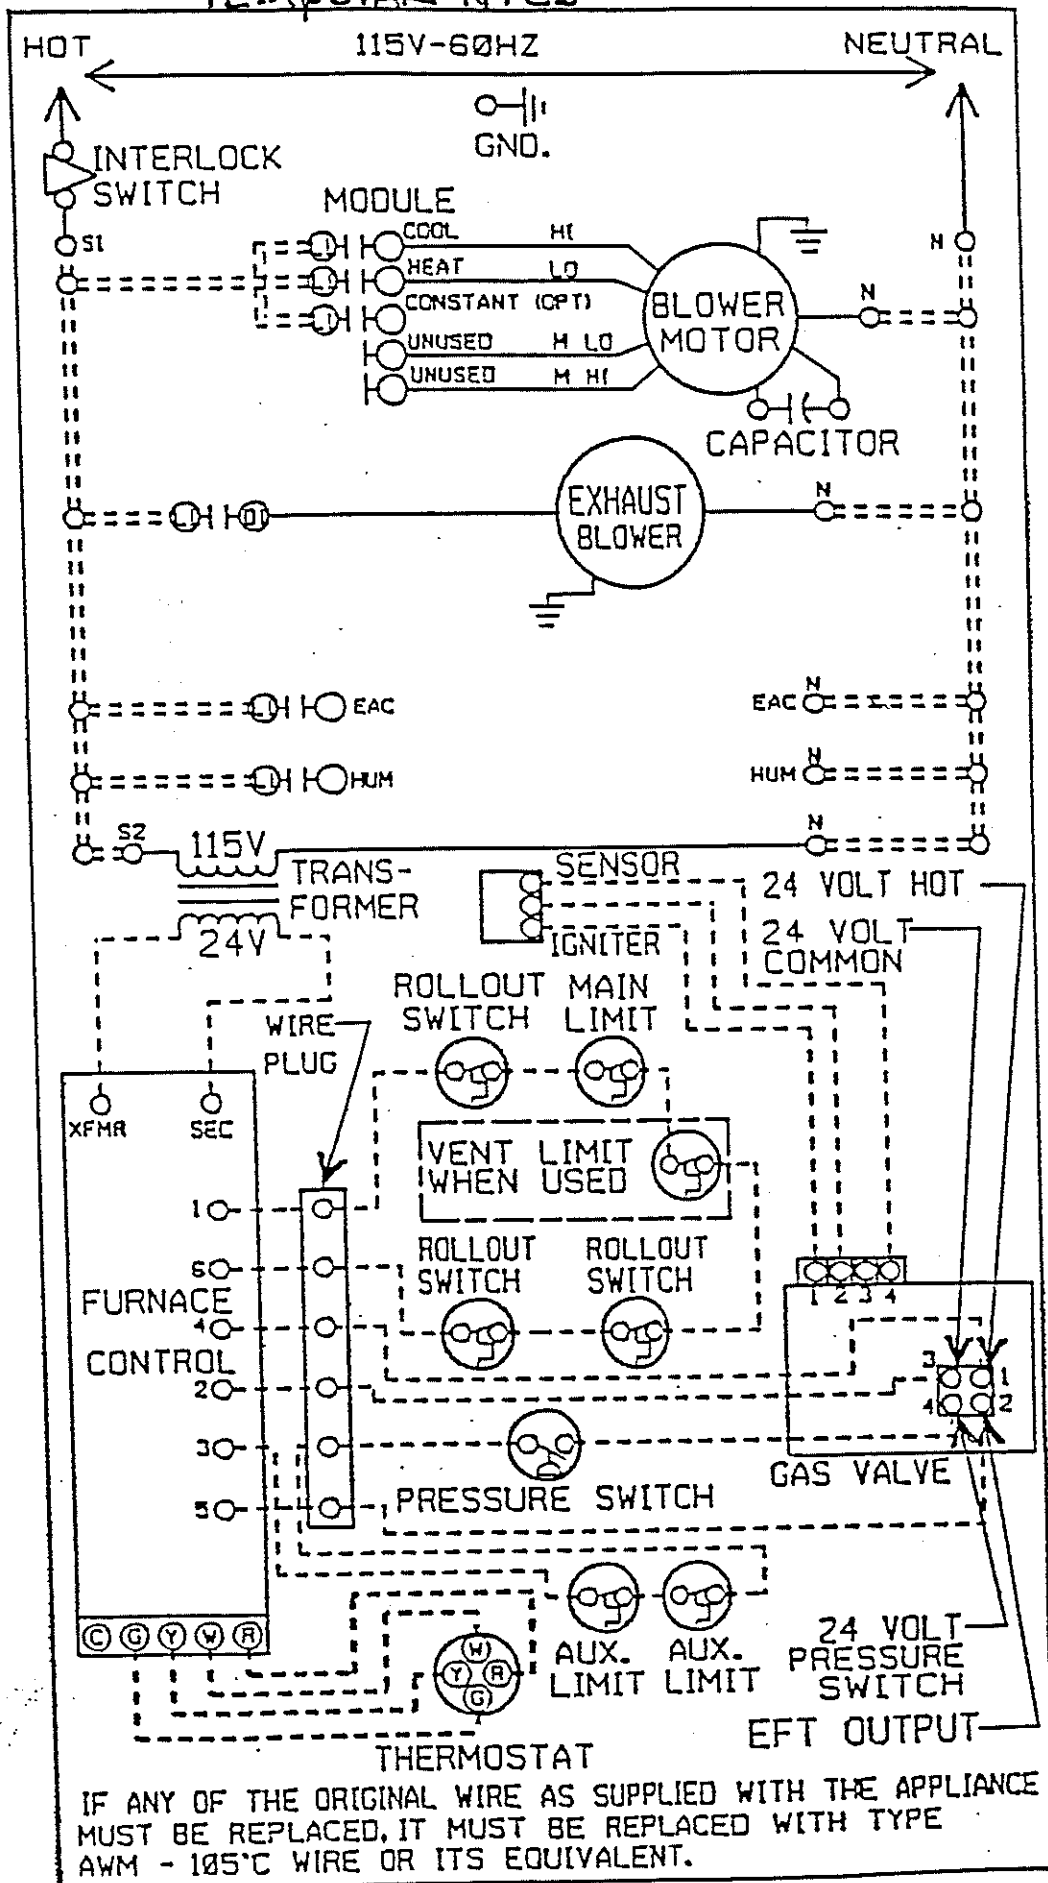 HOT 115V-60HZ NEUTRAL
GND.
INTERLOCK
SWITCH
MODULE
S1
COOL HI
HEAT LO
CONSTANT (OPT)
UNUSED M LO
UNUSED M HI
BLOWER
MOTOR
N
N
CAPACITOR
EXHAUST
BLOWER
N
EAC
EAC N
HUM
HUM N
S2
115V
N
TRANS-
FORMER
24V
SENSOR
IGNITER
24 VOLT HOT
24 VOLT
COMMON
ROLLOUT
SWITCH
MAIN
LIMIT
WIRE
PLUG
XFMR SEC
VENT LIMIT
WHEN USED
ROLLOUT
SWITCH
ROLLOUT
SWITCH
1
6
FURNACE
4
CONTROL
2
3
5
1 2 3 4
3 1
4 2
GAS VALVE
PRESSURE SWITCH
C G Y W R
W
Y R
G
THERMOSTAT
AUX.
LIMIT
AUX.
LIMIT
24 VOLT
PRESSURE
SWITCH
EFT OUTPUT
IF ANY OF THE ORIGINAL WIRE AS SUPPLIED WITH THE APPLIANCE
MUST BE REPLACED, IT MUST BE REPLACED WITH TYPE
AWM - 105°C WIRE OR ITS EQUIVALENT.